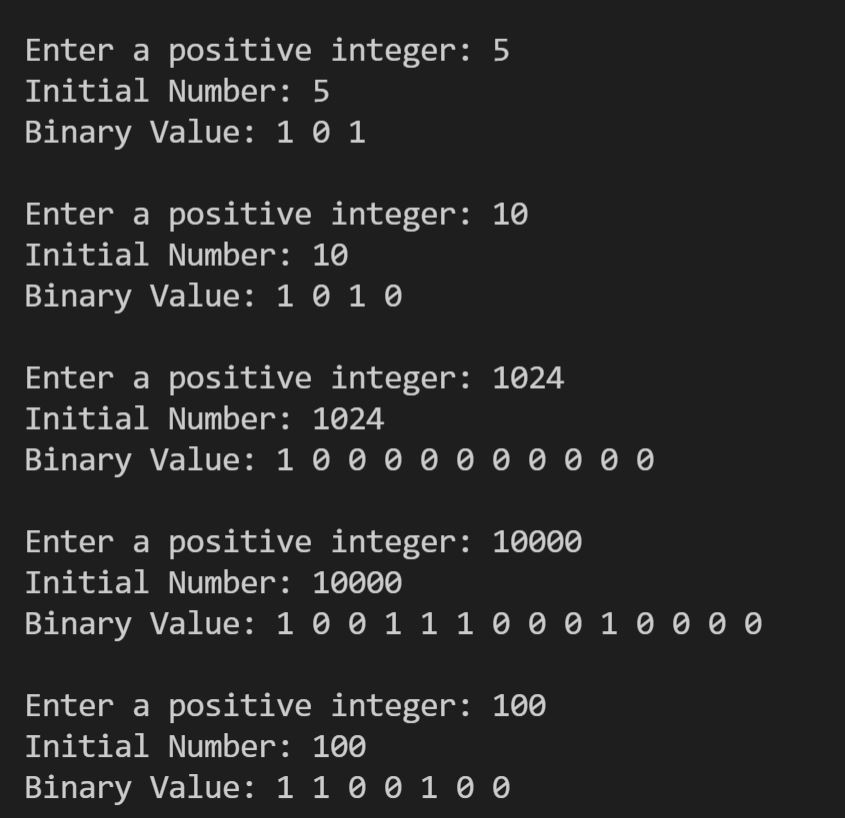 Enter a positive integer: 5
Initial Number: 5
Binary Value: 1 0 1
Enter a positive integer: 10
Initial Number: 10
Binary Value: 1 0 1 0
Enter a positive integer: 1024
Initial Number: 1024
Binary Value: 1 0 0 0 0 0 0 0 0 0 0
Enter a positive integer: 10000
Initial Number: 10000
Binary Value: 1 0 0 1 1 1 0 0 0 1 0 0 0 0
Enter a positive integer: 100
Initial Number: 100
Binary Value: 1 1 0 0 1 0 0